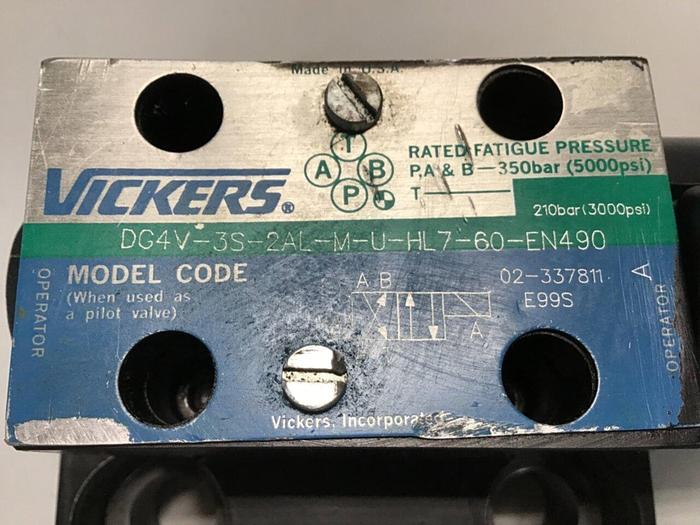 Made in U.S.A.
T
A B
P
VICKERS®
RATED FATIGUE PRESSURE
P,A & B — 350bar (5000psi)
T — 210bar (3000psi)
DG4V-3S-2AL-M-U-HL7-60-EN490
OPERATOR
MODEL CODE
(When used as
a pilot valve)
A B
A
02-337811
E99S
A
OPERATOR
Vickers, Incorporated